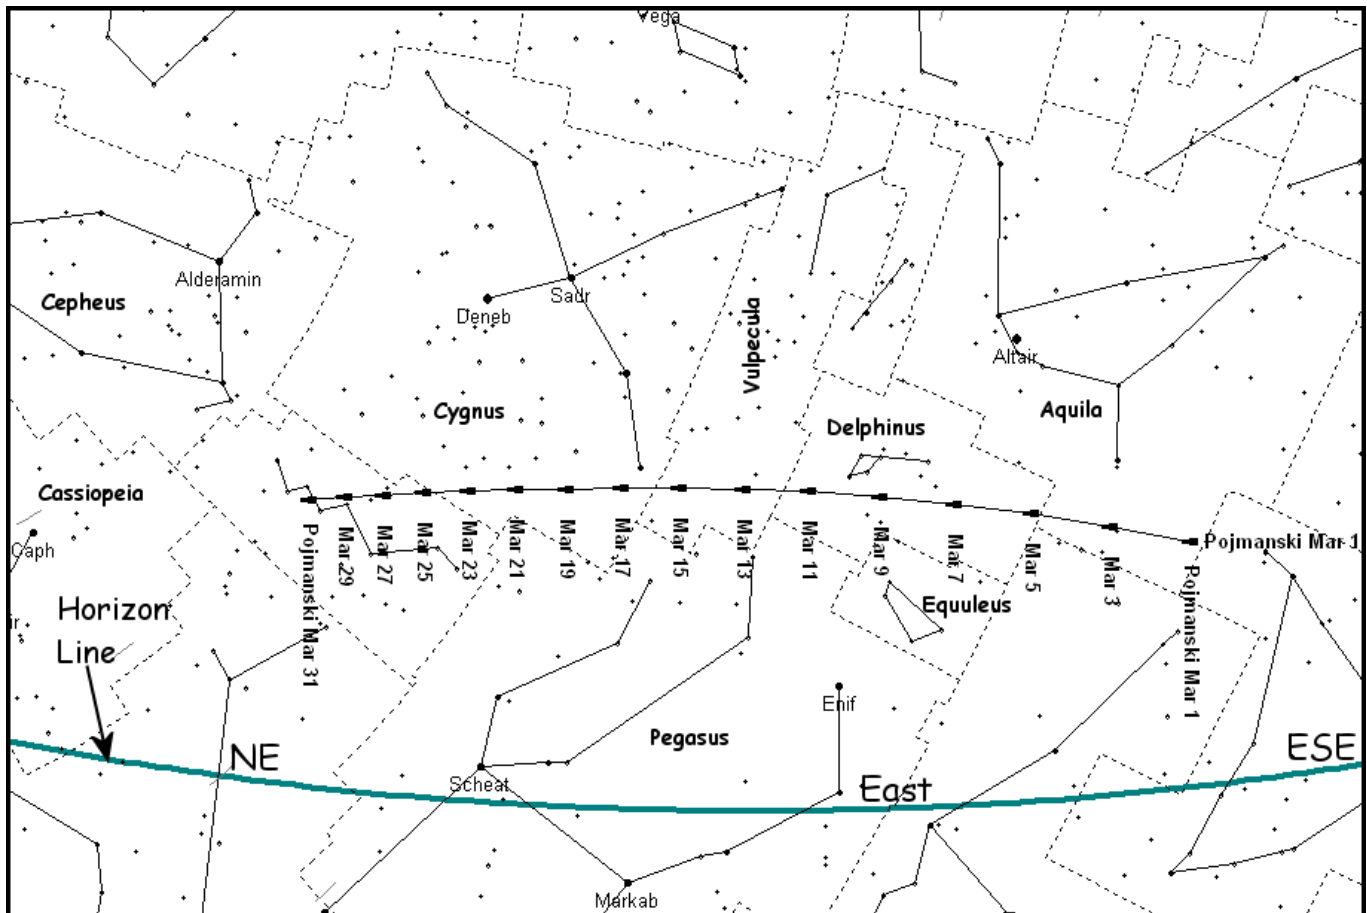 Vega
Alderamin
Cepheus
Deneb
Sadr
Vulpecula
Altair
Cygnus
Delphinus
Aquila
Cassiopeia
Caph
Pojmanski Mar 31
Mar 29
Mar 27
Mar 25
Mar 23
Mar 21
Mar 19
Mar 17
Mar 15
Mar 13
Mar 11
Mar 9
Mar 7
Mar 5
Mar 3
Pojmanski Mar 1
Pojmanski Mar 1
Equuleus
Horizon
Line
ir
Enif
Pegasus
NE
ESE
Scheat
East
Markab